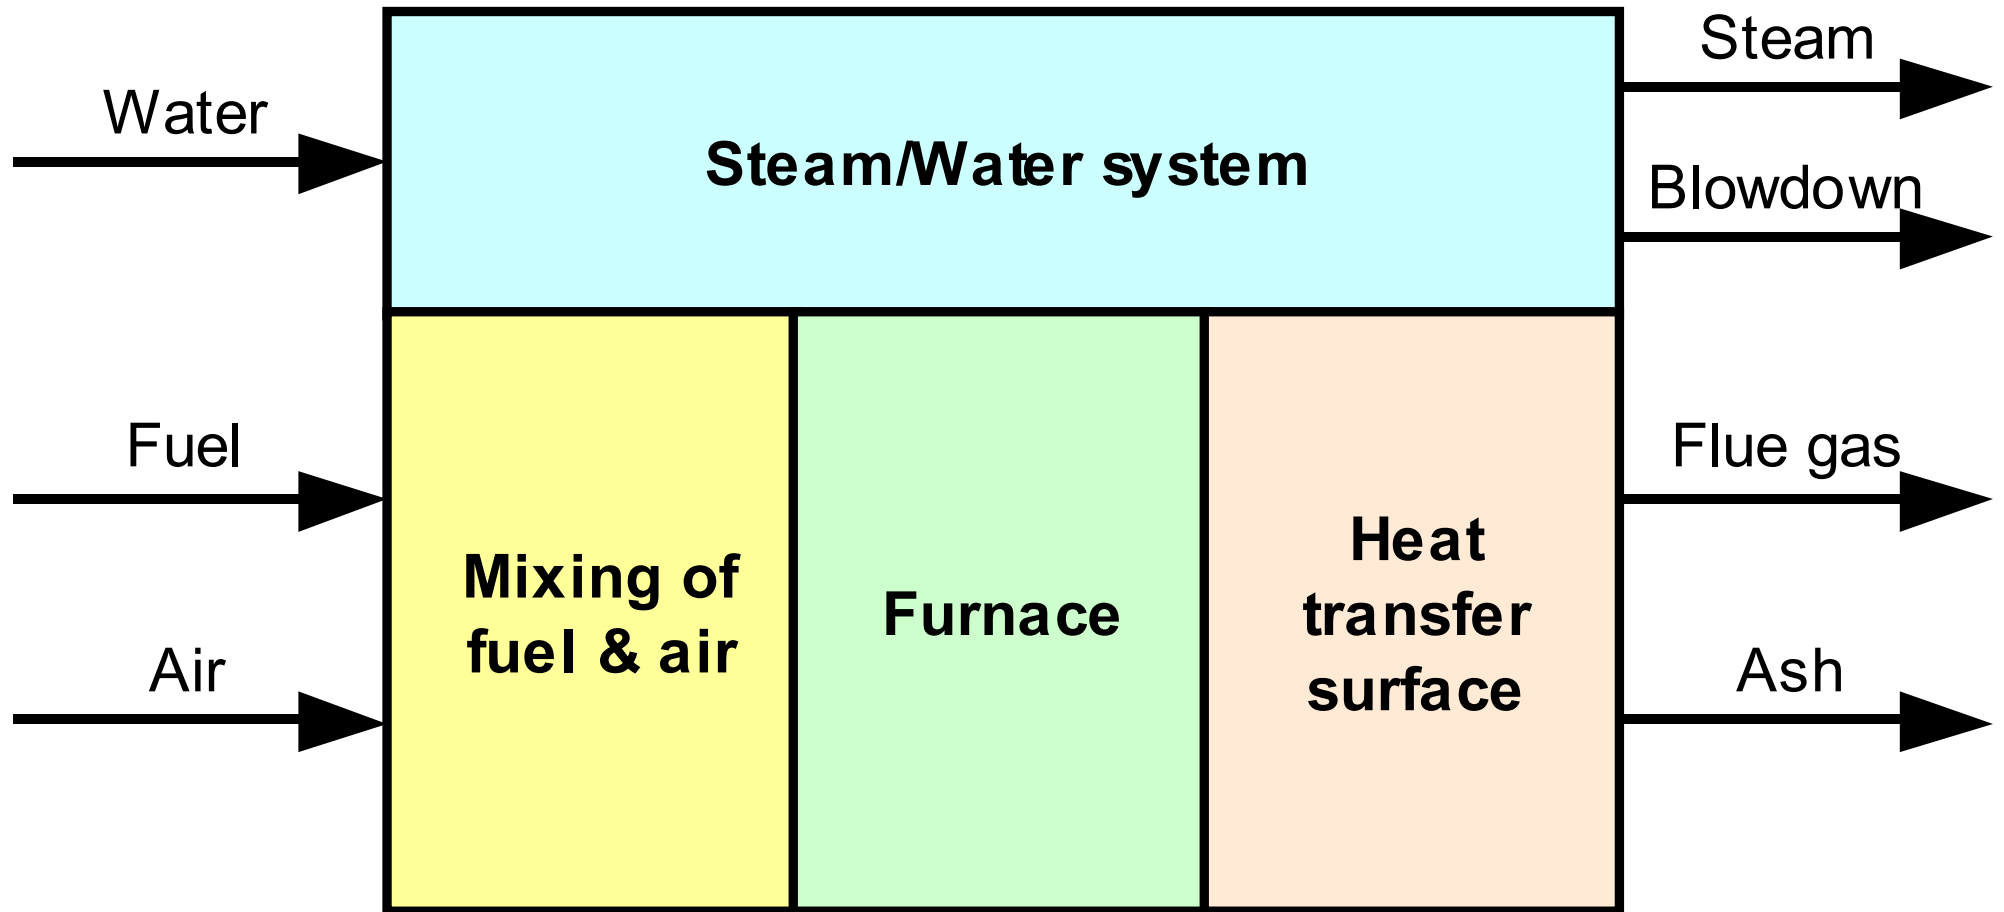 Steam
Water
Steam/Water system
Blowdown
Fuel
Flue gas
Mixing of
fuel & air
Furnace
Heat
transfer
surface
Air
Ash